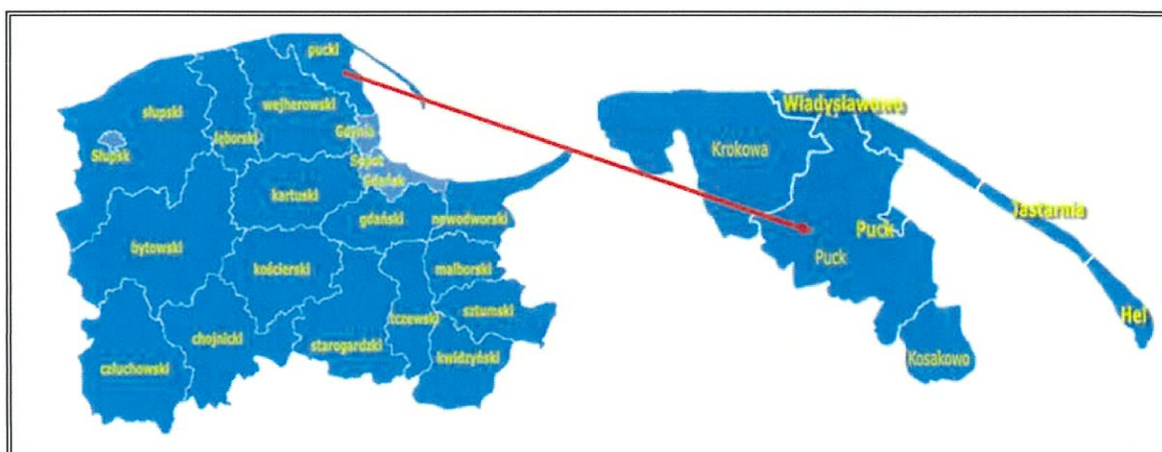 pucki
słupski
wejherowski
lęborski
Gdynia
Słupsk
Sopot
Gdańsk
kartuski
gdański
nowodworski
bytowski
kościerski
malborski
sztumski
tczewski
chojnicki
starogardzki
kwidzyński
człuchowski
Władysławowo
Krokowa
Jastarnia
Puck
Puck
Hel
Kosakowo